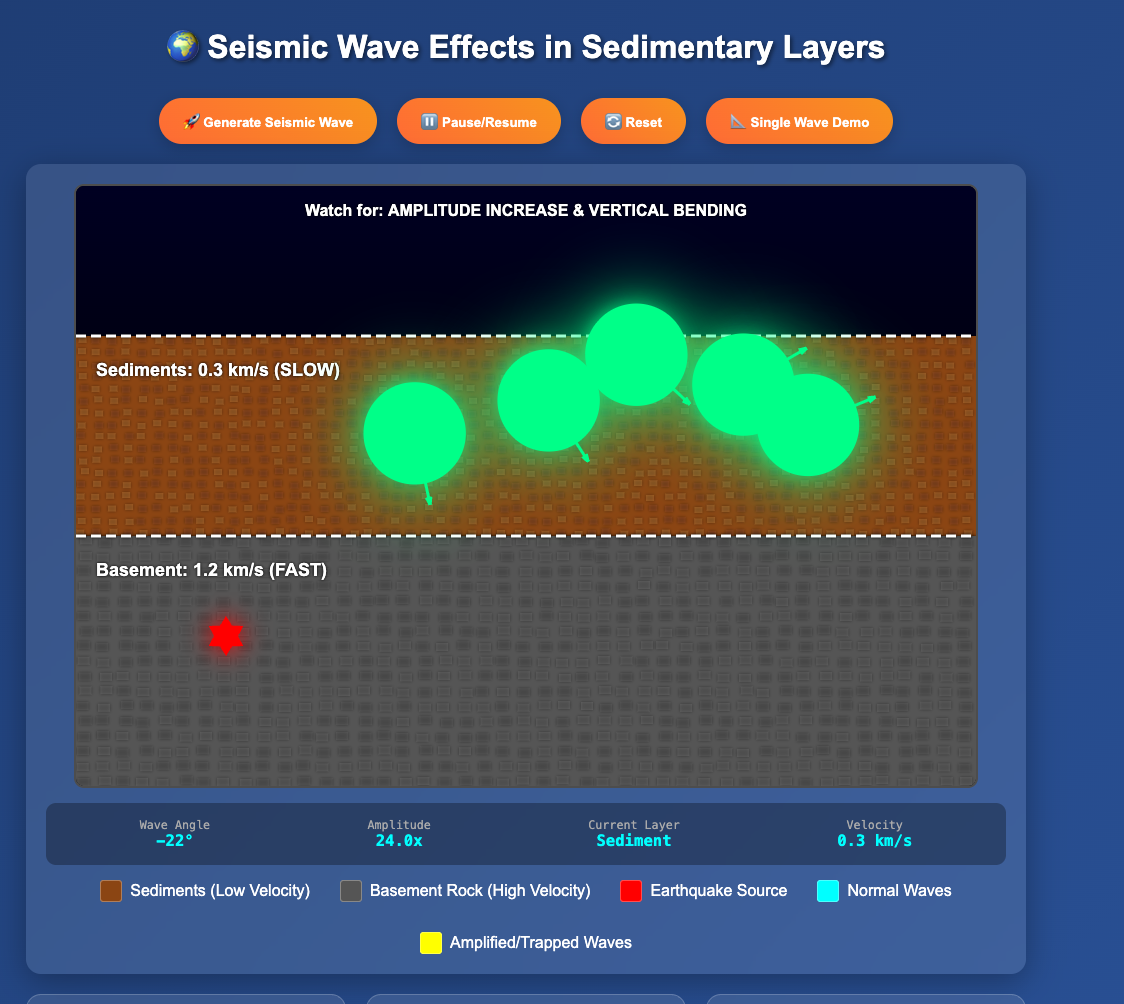 🌍 Seismic Wave Effects in Sedimentary Layers
🚀 Generate Seismic Wave
⏸️ Pause/Resume
🔄 Reset
📐 Single Wave Demo
Watch for: AMPLITUDE INCREASE & VERTICAL BENDING
Sediments: 0.3 km/s (SLOW)
Basement: 1.2 km/s (FAST)
Wave Angle
−22°
Amplitude
24.0x
Current Layer
Sediment
Velocity
0.3 km/s
Sediments (Low Velocity)
Basement Rock (High Velocity)
Earthquake Source
Normal Waves
Amplified/Trapped Waves